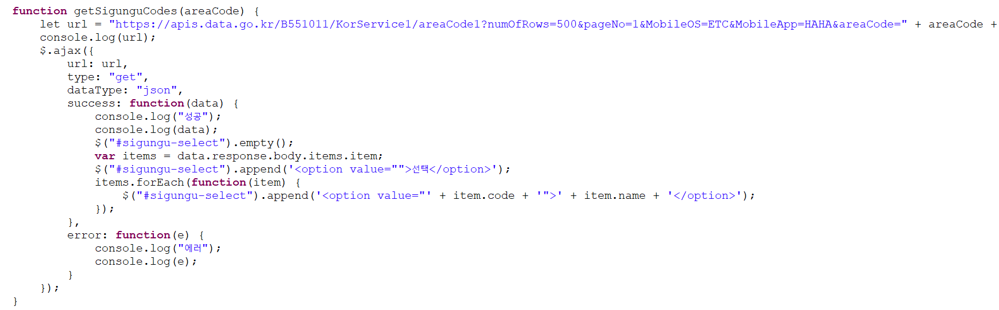 function getSigunguCodes(areaCode) {
    let url = "https://apis.data.go.kr/B551011/KorService1/areaCode1?numOfRows=500&pageNo=1&MobileOS=ETC&MobileApp=HAHA&areaCode=" + areaCode +
    console.log(url);
    $.ajax({
        url: url,
        type: "get",
        dataType: "json",
        success: function(data) {
            console.log("성공");
            console.log(data);
            $("#sigungu-select").empty();
            var items = data.response.body.items.item;
            $("#sigungu-select").append('<option value="">선택</option>');
            items.forEach(function(item) {
                $("#sigungu-select").append('<option value="' + item.code + '">' + item.name + '</option>');
            });
        },
        error: function(e) {
            console.log("에러");
            console.log(e);
        }
    });
}